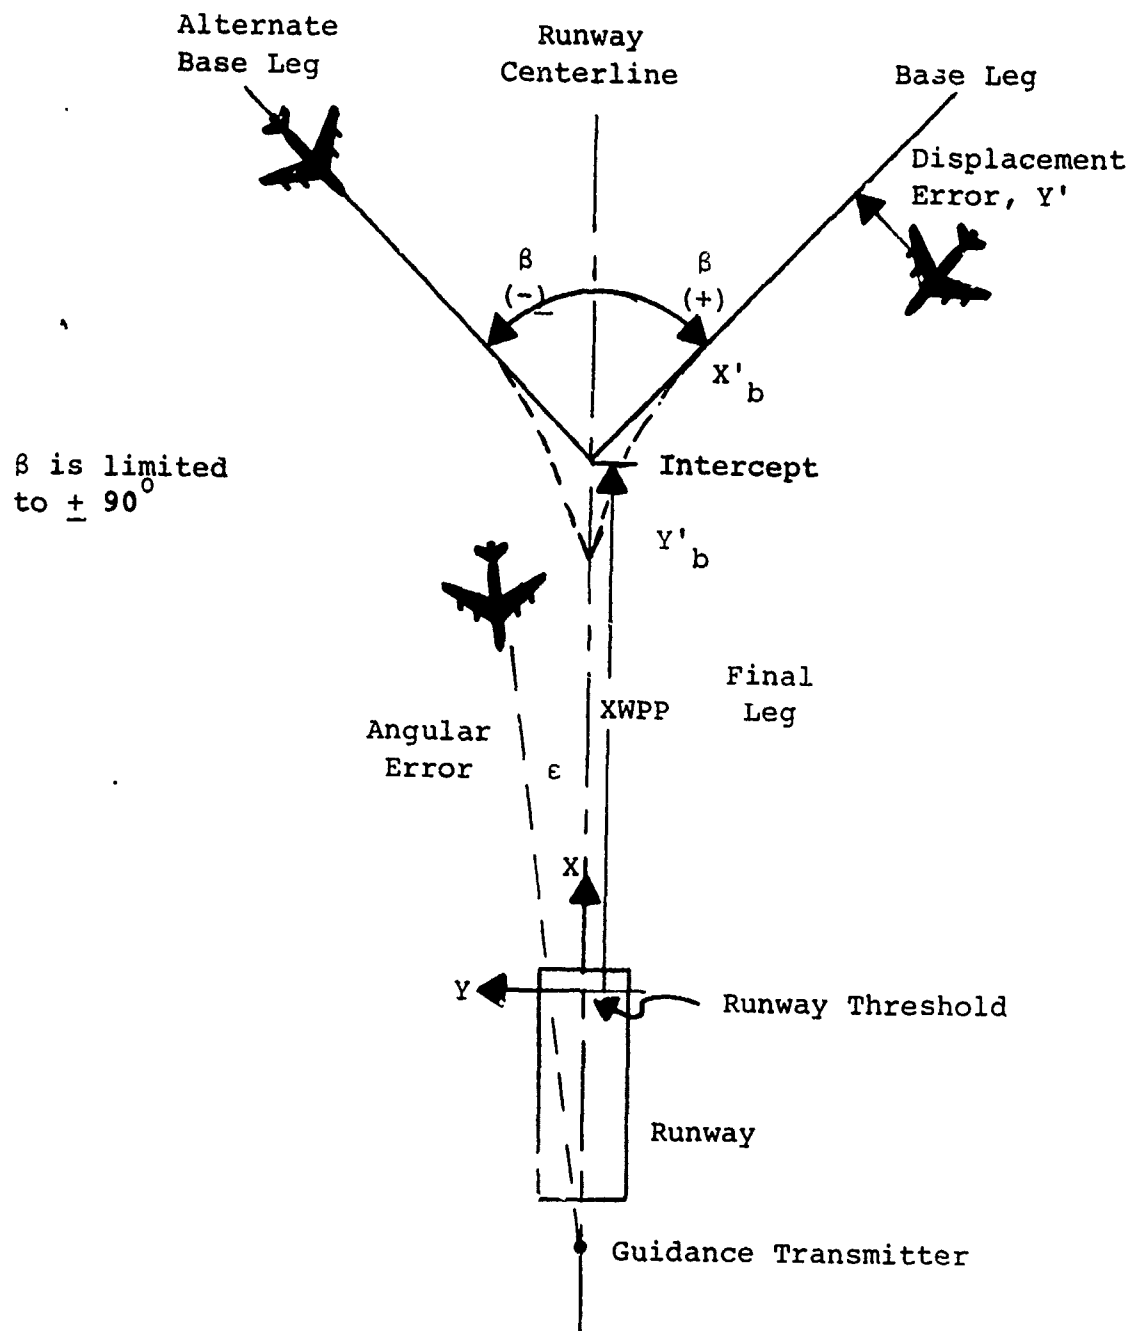 Alternate
Base Leg
Runway
Centerline
Base Leg
Displacement
Error, Y'
β
(-)
β
(+)
X'b
β is limited
to ± 90°
Intercept
Y'b
Final
Leg
XWPP
Angular
Error
ε
X
Y
Runway Threshold
Runway
Guidance Transmitter